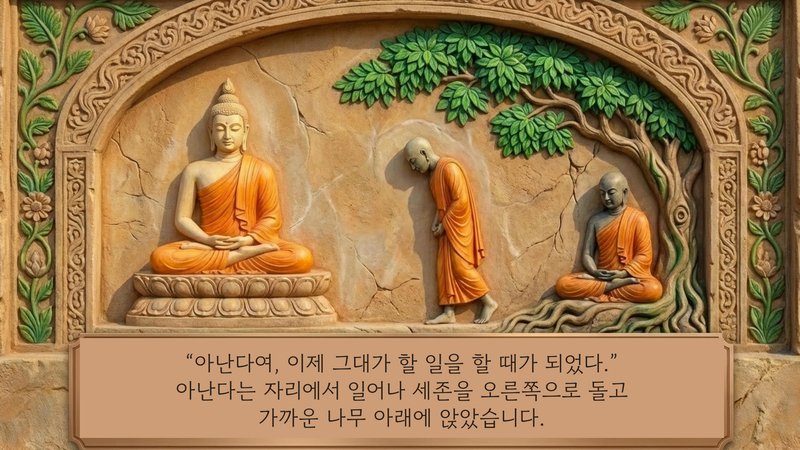 “아난다여, 이제 그대가 할 일을 할 때가 되었다.”
아난다는 자리에서 일어나 세존을 오른쪽으로 돌고
가까운 나무 아래에 앉았습니다.